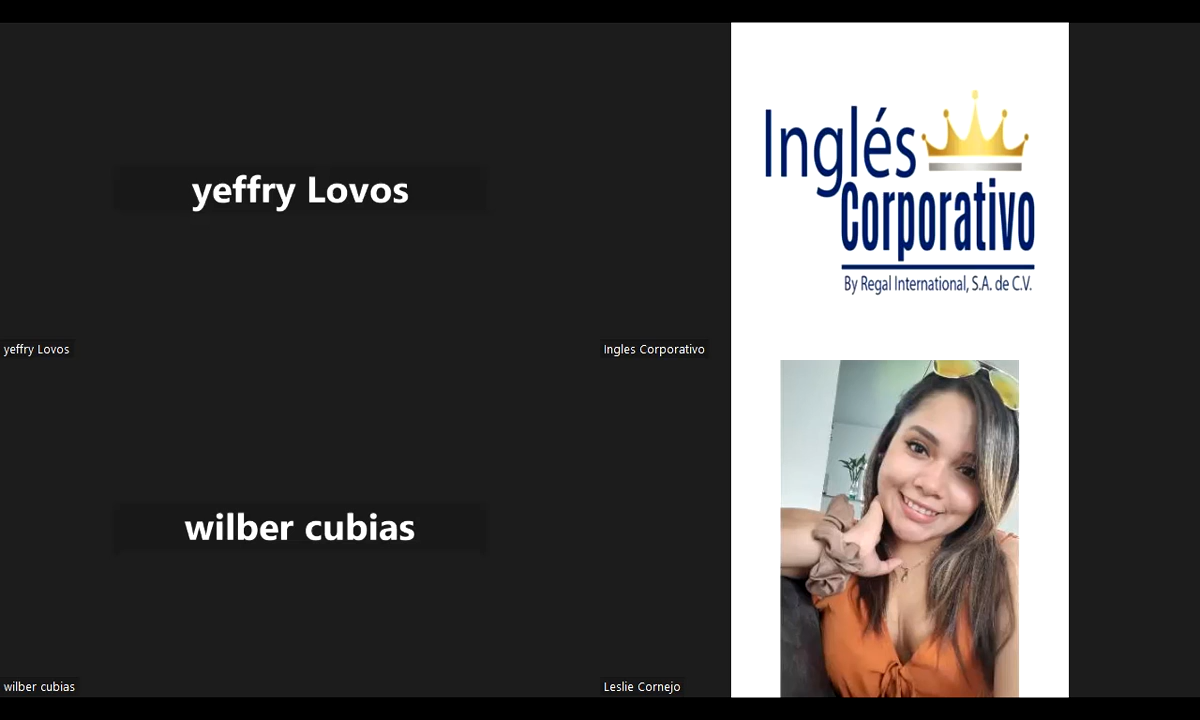 yeffry Lovos
yeffry Lovos
Inglés
Corporativo
By Regal International, S.A. de C.V.
Ingles Corporativo
wilber cubias
wilber cubias
Leslie Cornejo